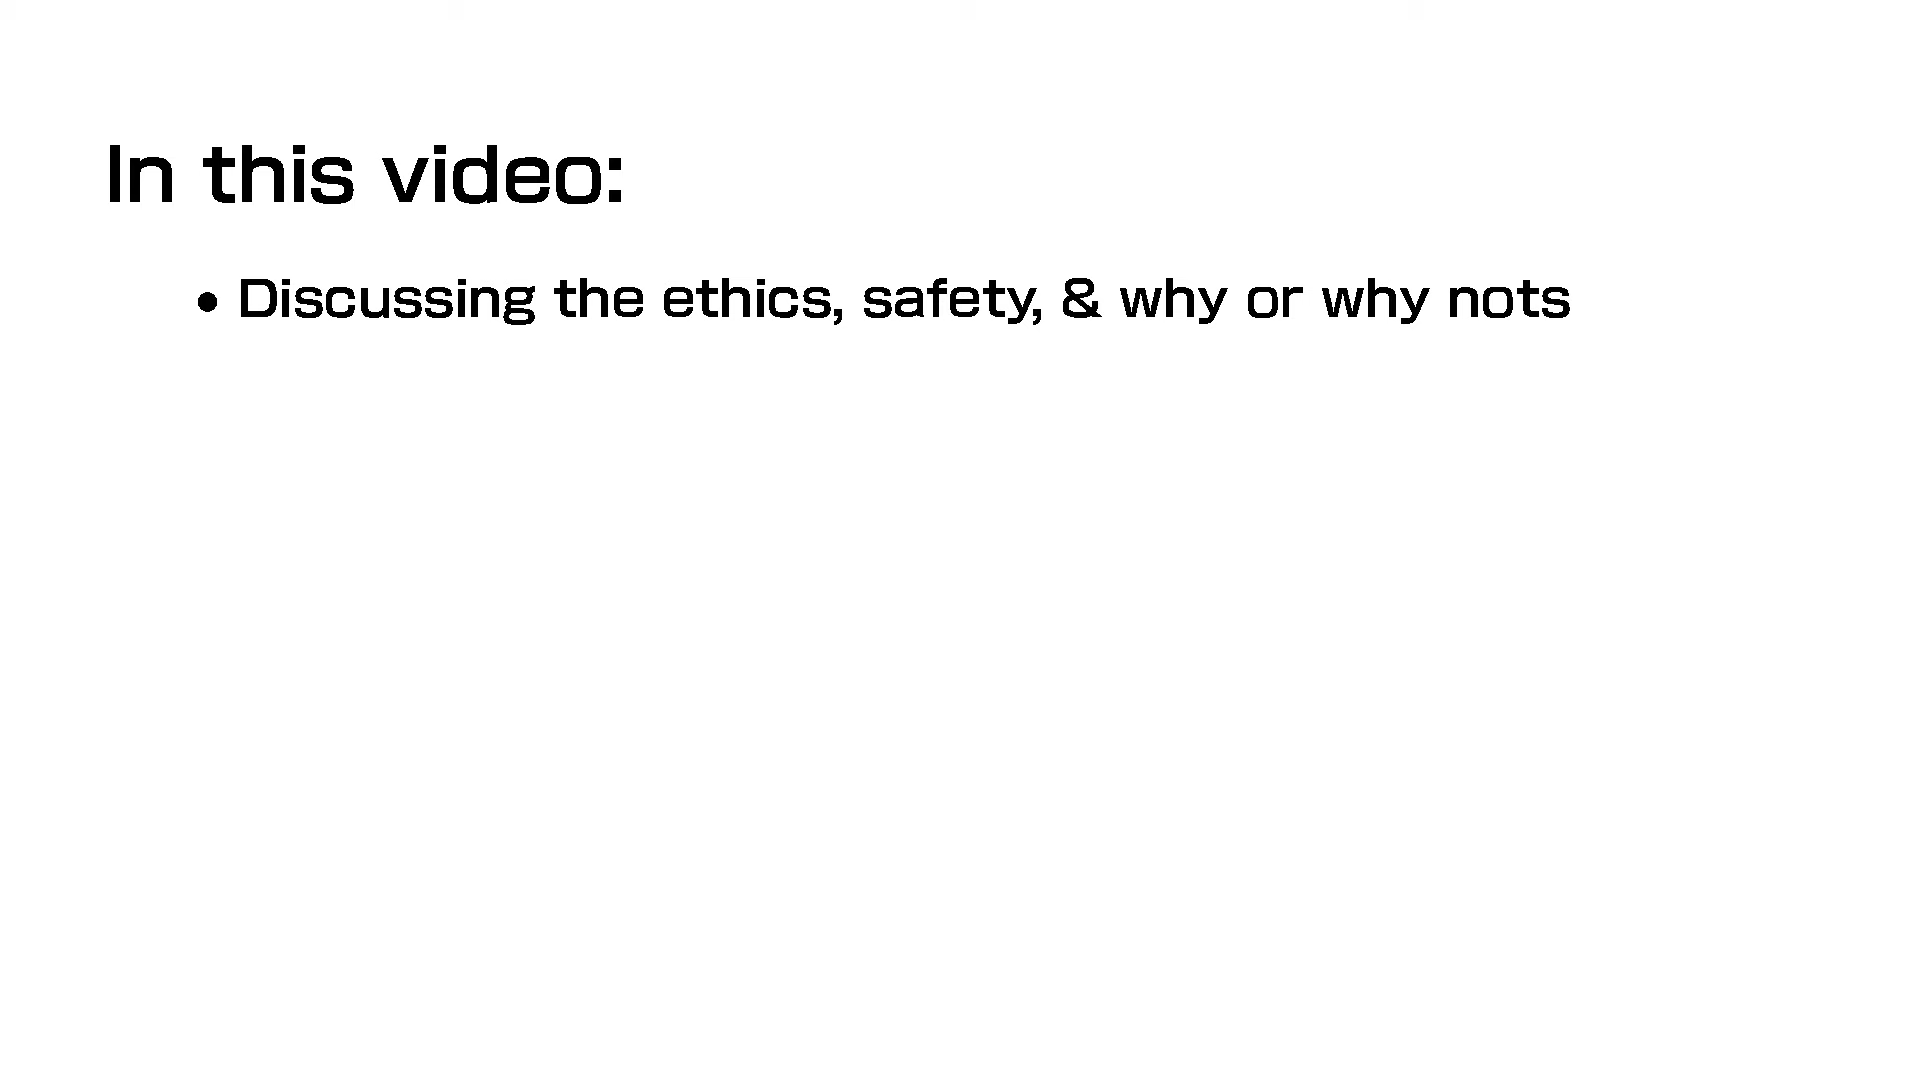 In this video:
• Discussing the ethics, safety, & why or why nots